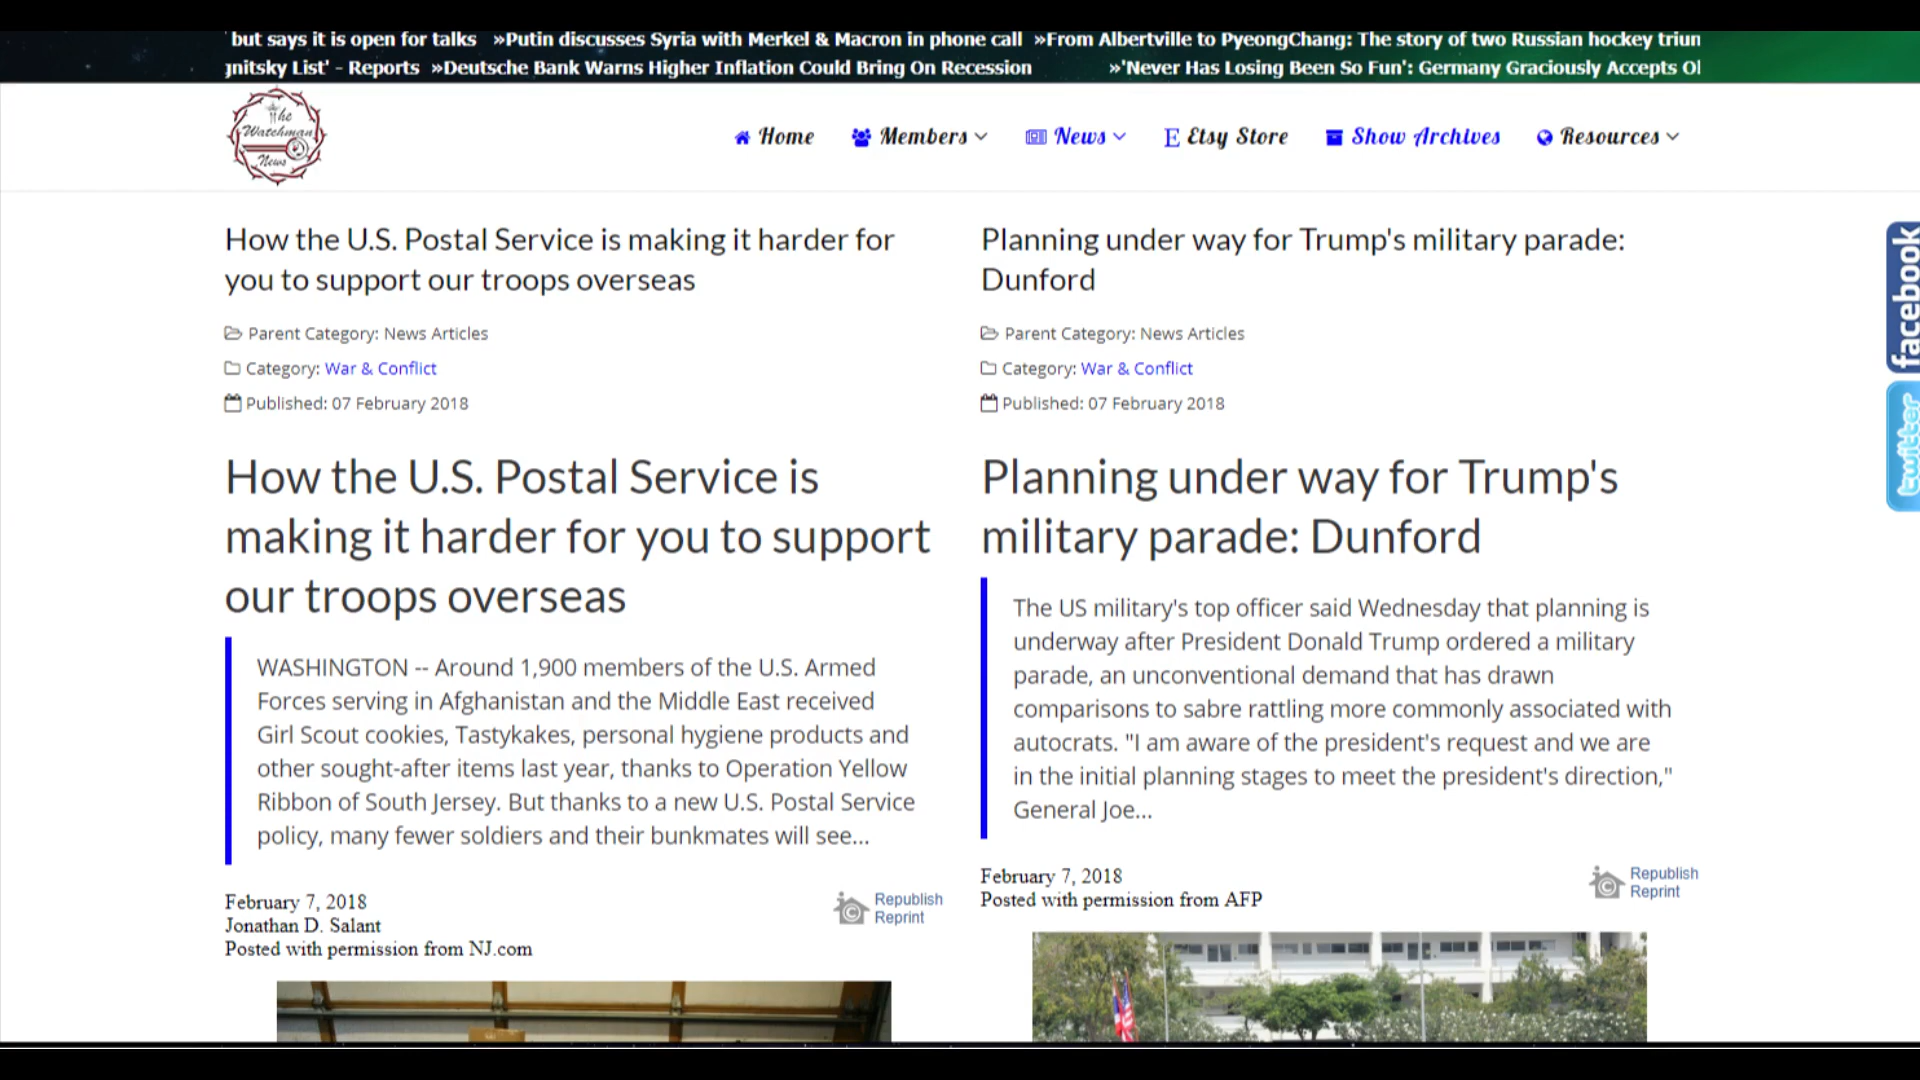 but says it is open for talks »Putin discusses Syria with Merkel & Macron in phone call »From Albertville to PyeongChang: The story of two Russian hockey
List' - Reports »Deutsche Bank Warns Higher Inflation Could Bring On Recession »'Never Has Losing Been So Fun': Germany Graciously Accepts
The
Watchman
News
Home Members News Etsy Store Show Archives Resources
How the U.S. Postal Service is making it harder for
you to support our troops overseas
Parent Category: News Articles
Category: War & Conflict
Published: 07 February 2018
How the U.S. Postal Service is
making it harder for you to support
our troops overseas
WASHINGTON -- Around 1,900 members of the U.S. Armed
Forces serving in Afghanistan and the Middle East received
Girl Scout cookies, Tastykakes, personal hygiene products and
other sought-after items last year, thanks to Operation Yellow
Ribbon of South Jersey. But thanks to a new U.S. Postal Service
policy, many fewer soldiers and their bunkmates will see...
February 7, 2018
Jonathan D. Salant
Posted with permission from NJ.com
Republish
Reprint
Planning under way for Trump's military parade:
Dunford
Parent Category: News Articles
Category: War & Conflict
Published: 07 February 2018
Planning under way for Trump's
military parade: Dunford
The US military's top officer said Wednesday that planning is
underway after President Donald Trump ordered a military
parade, an unconventional demand that has drawn
comparisons to sabre rattling more commonly associated with
autocrats. "I am aware of the president's request and we are
in the initial planning stages to meet the president's direction,"
General Joe...
February 7, 2018
Posted with permission from AFP
Republish
Reprint
facebook
twitter